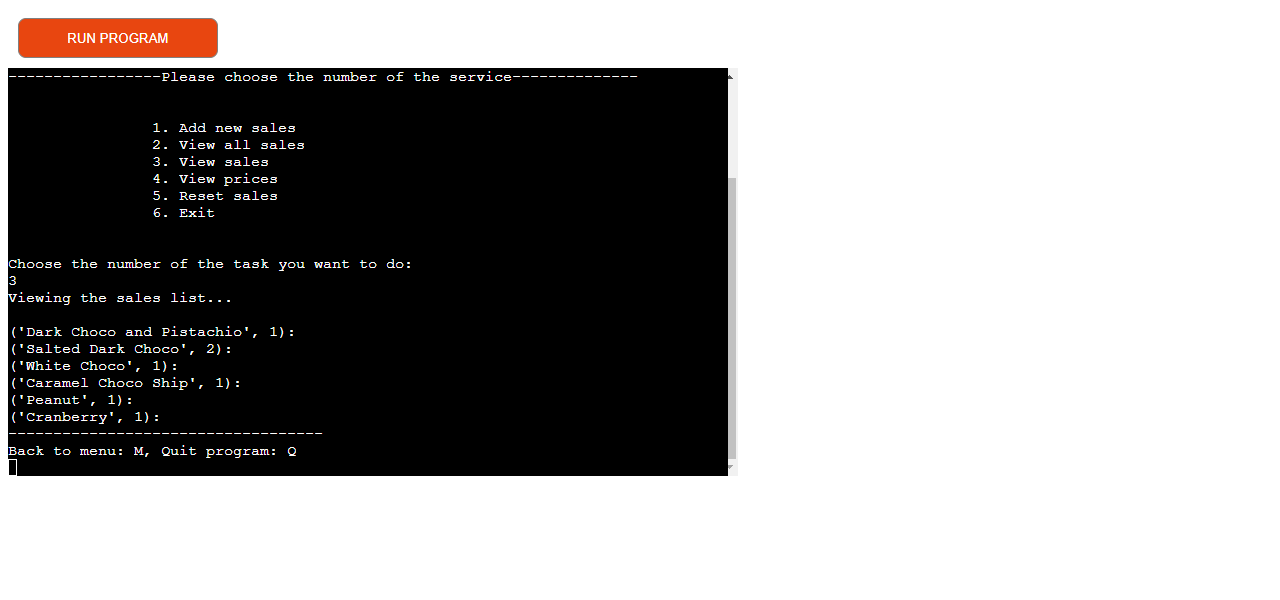 RUN PROGRAM
-----------------Please choose the number of the service--------------
1. Add new sales
2. View all sales
3. View sales
4. View prices
5. Reset sales
6. Exit
Choose the number of the task you want to do:
3
Viewing the sales list...
('Dark Choco and Pistachio', 1):
('Salted Dark Choco', 2):
('White Choco', 1):
('Caramel Choco Ship', 1):
('Peanut', 1):
('Cranberry', 1):
-----------------------------------
Back to menu: M, Quit program: Q